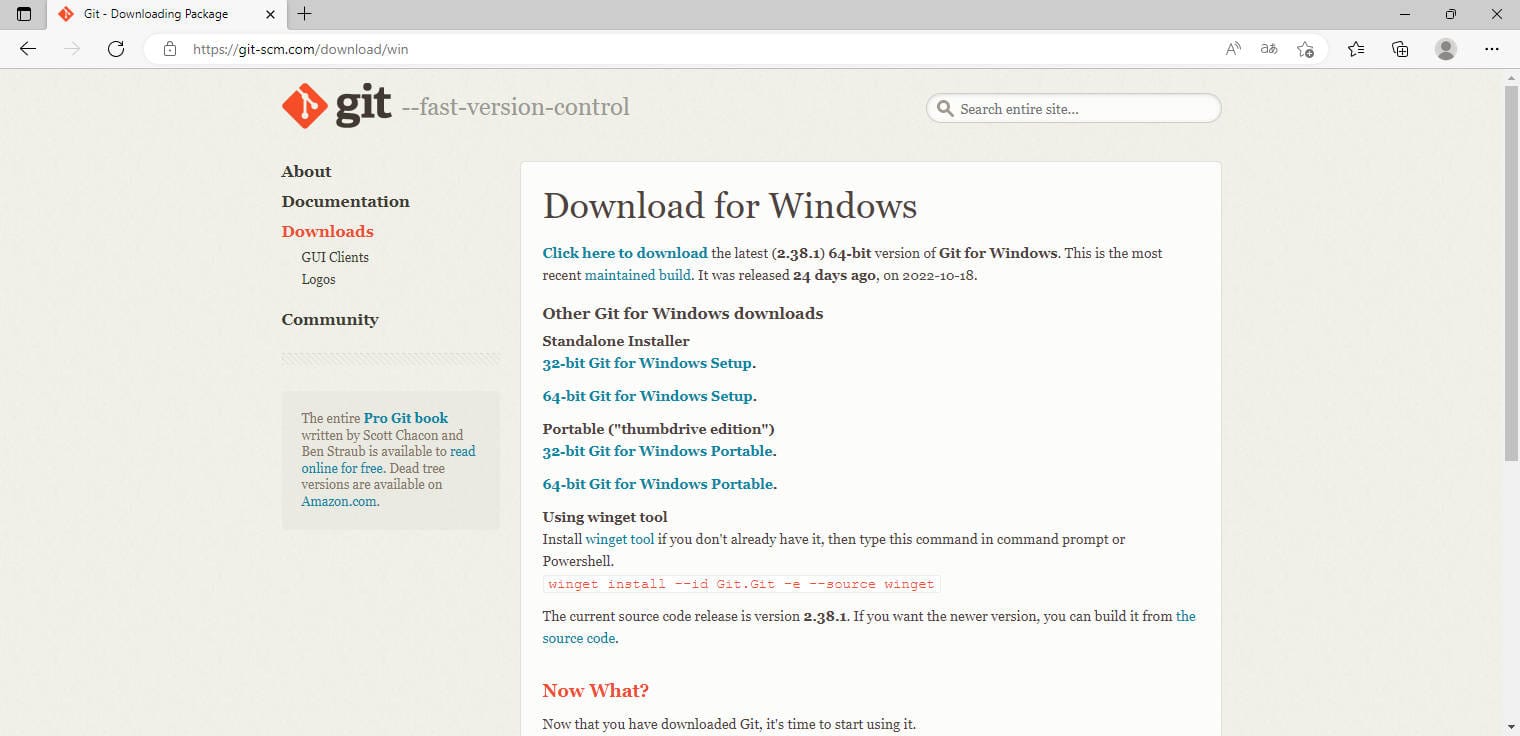 Git - Downloading Package
https://git-scm.com/download/win
git --fast-version-control
Search entire site...
About
Documentation
Downloads
GUI Clients
Logos
Community
The entire Pro Git book
written by Scott Chacon and
Ben Straub is available to read
online for free. Dead tree
versions are available on
Amazon.com.
Download for Windows
Click here to download the latest (2.38.1) 64-bit version of Git for Windows. This is the most
recent maintained build. It was released 24 days ago, on 2022-10-18.
Other Git for Windows downloads
Standalone Installer
32-bit Git for Windows Setup.
64-bit Git for Windows Setup.
Portable ("thumbdrive edition")
32-bit Git for Windows Portable.
64-bit Git for Windows Portable.
Using winget tool
Install winget tool if you don't already have it, then type this command in command prompt or
Powershell.
winget install --id Git.Git -e --source winget
The current source code release is version 2.38.1. If you want the newer version, you can build it from the
source code.
Now What?
Now that you have downloaded Git, it's time to start using it.